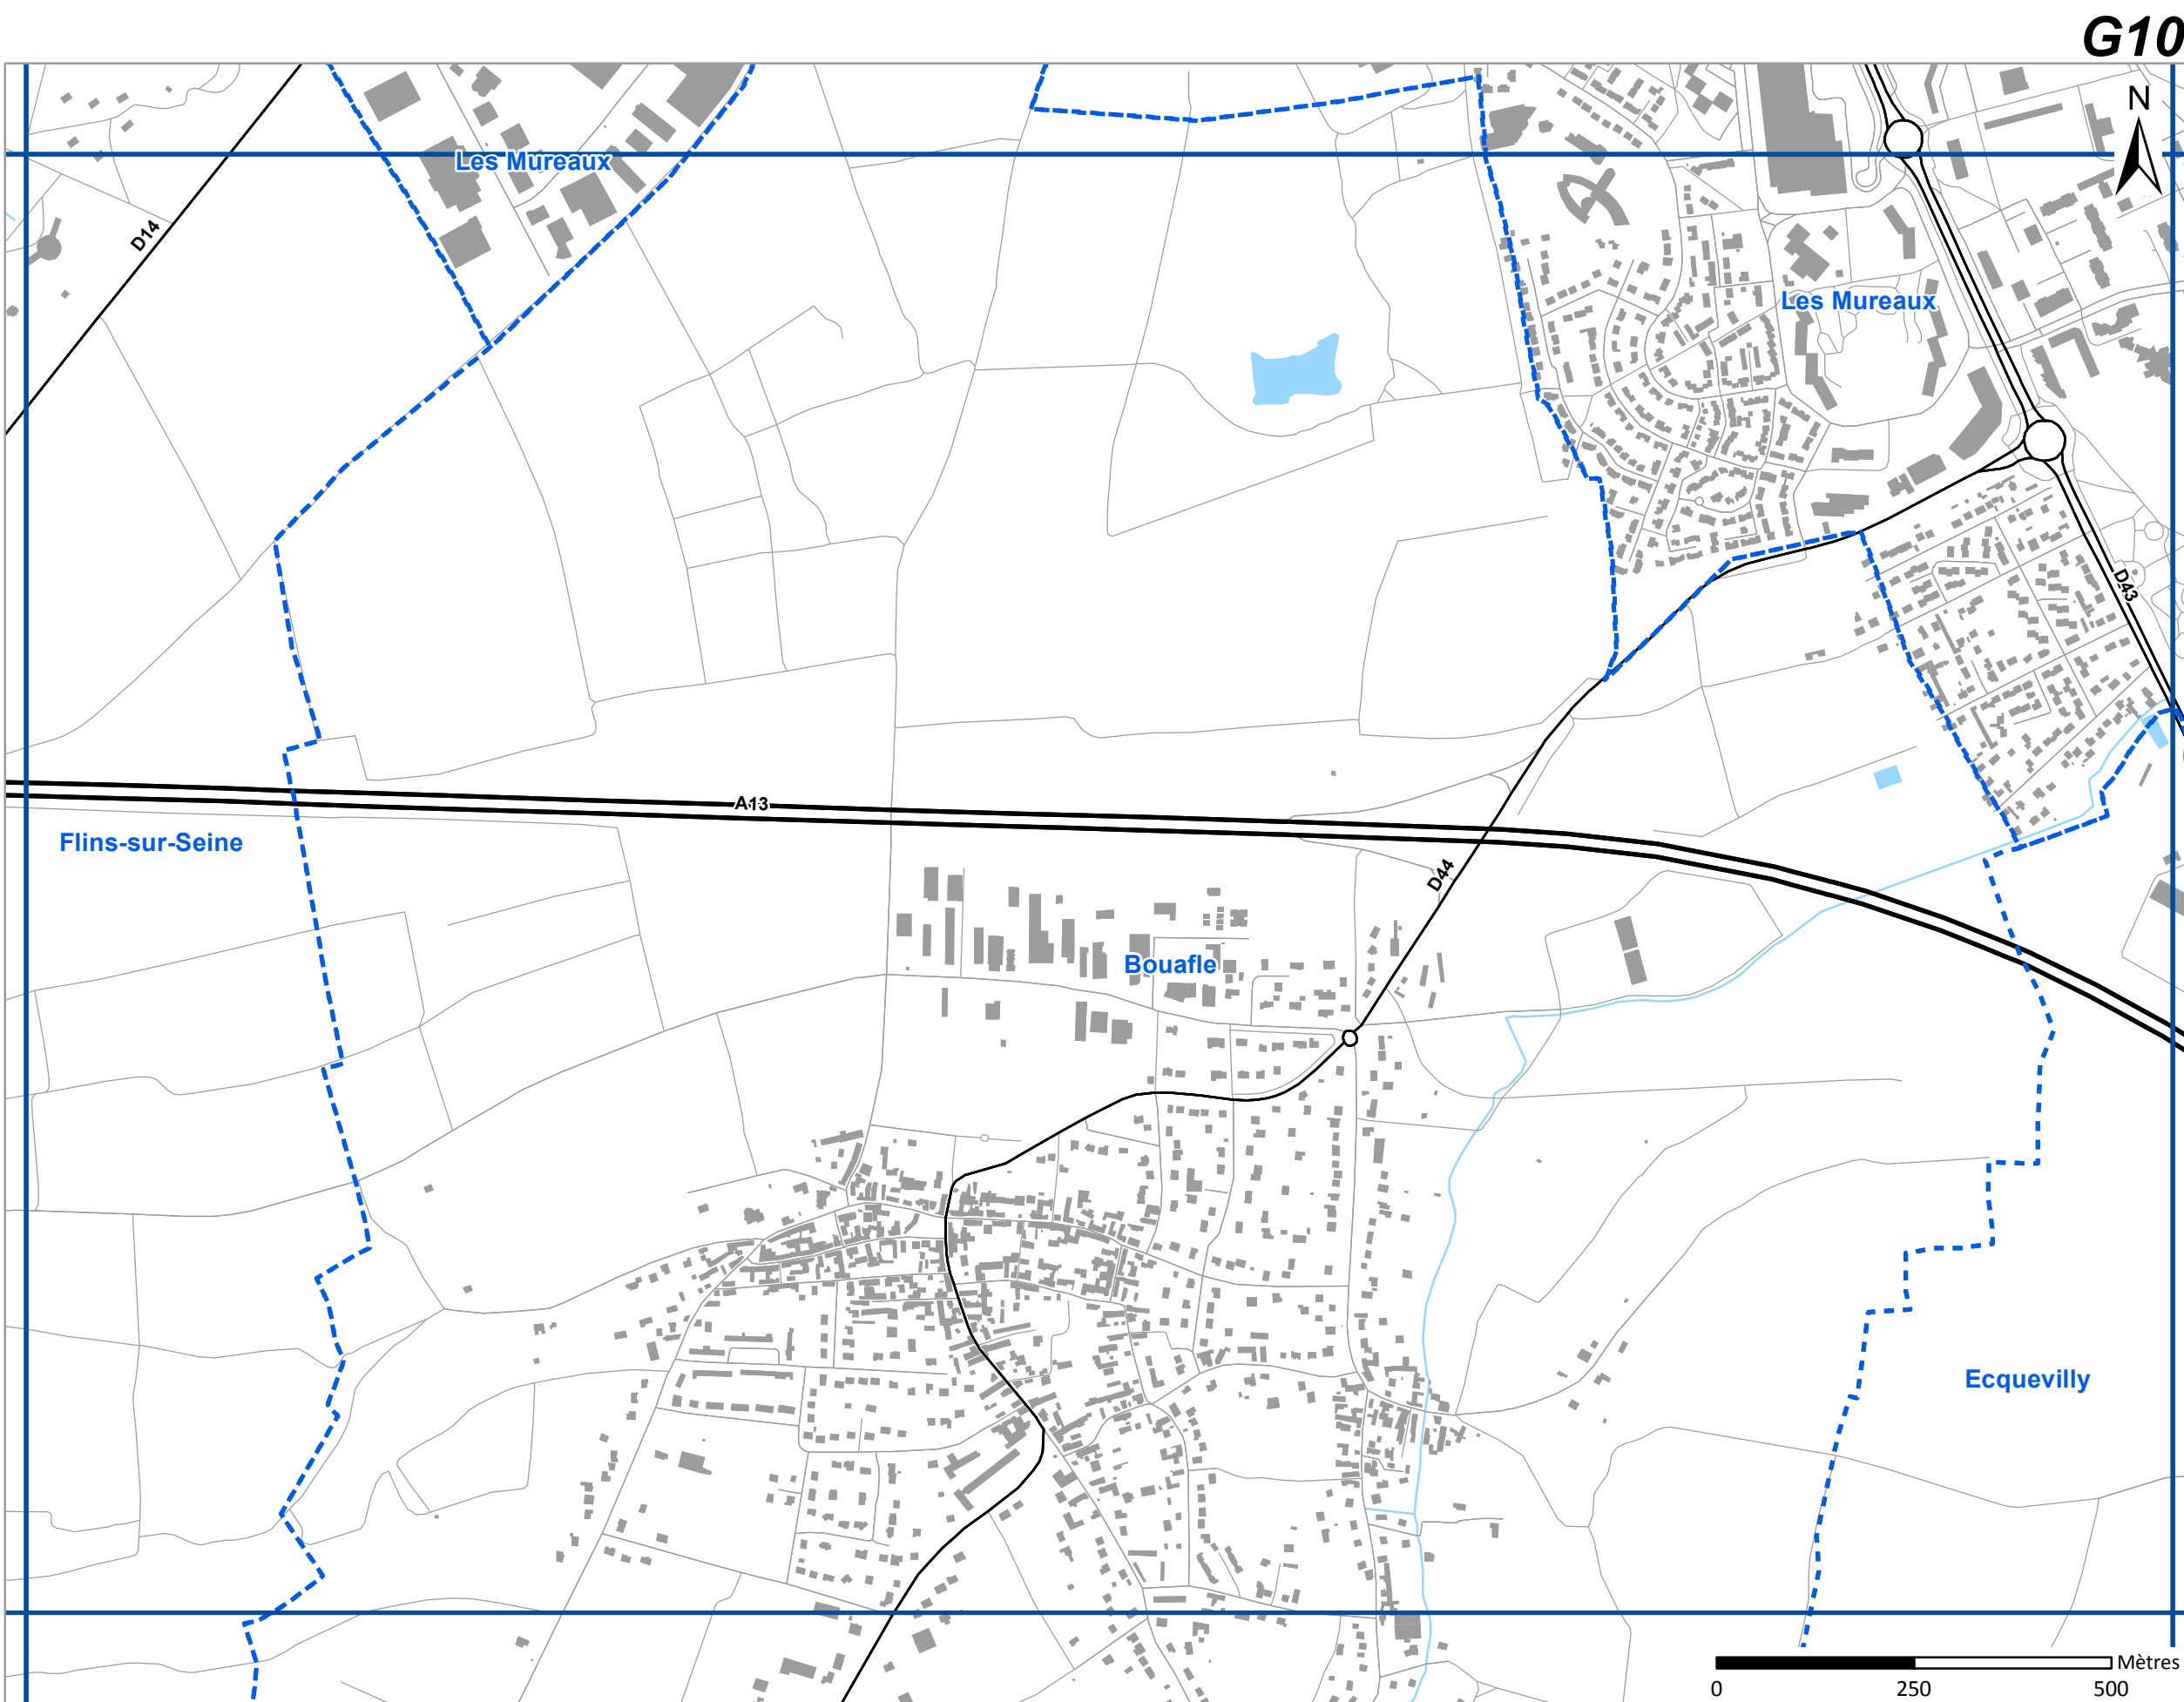 G10
N
Les Mureaux
D14
Les Mureaux
D43
A13
Flins-sur-Seine
D44
Bouafle
Ecquevilly
Mètres
0 250 500